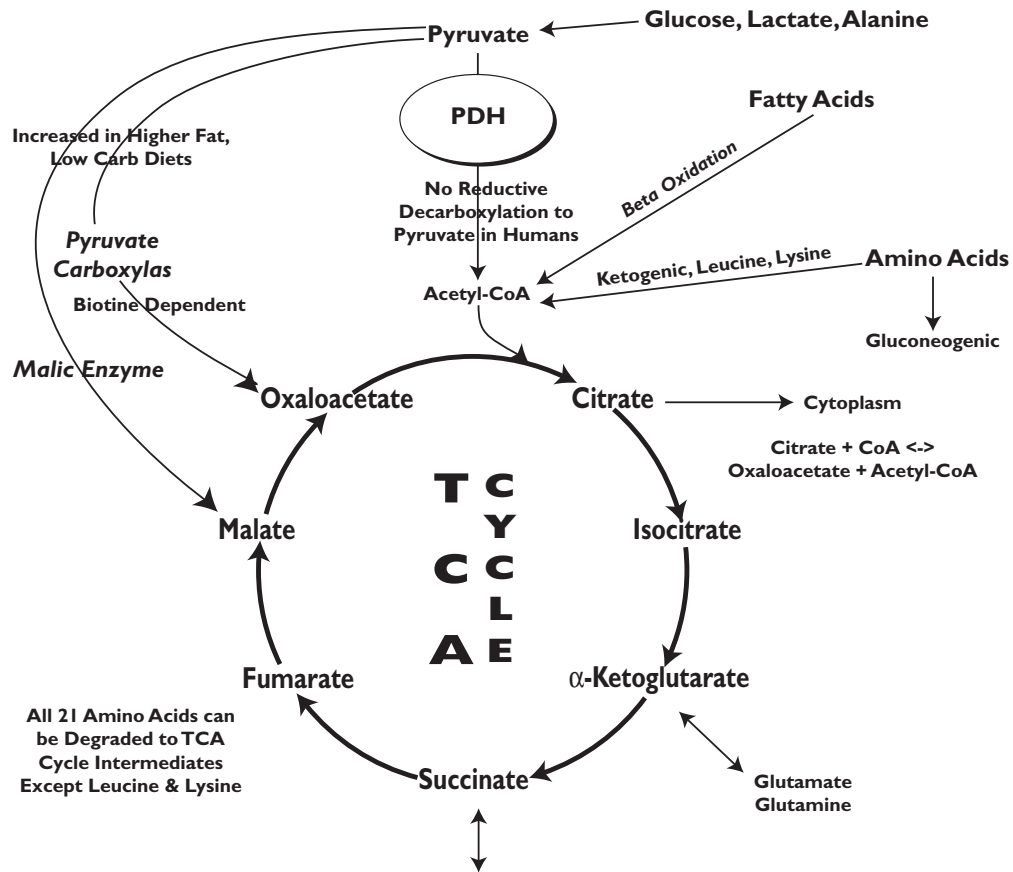 Glucose, Lactate, Alanine
Pyruvate
PDH
Fatty Acids
Increased in Higher Fat,
Low Carb Diets
Beta Oxidation
No Reductive
Decarboxylation to
Pyruvate in Humans
Pyruvate
Carboxylas
Biotine Dependent
Ketogenic, Leucine, Lysine
Amino Acids
Acetyl-CoA
Gluconeogenic
Malic Enzyme
Oxaloacetate
Citrate
Cytoplasm
Citrate + CoA <->
Oxaloacetate + Acetyl-CoA
TCA
CYCLE
Malate
Isocitrate
Fumarate
α-Ketoglutarate
All 21 Amino Acids can
be Degraded to TCA
Cycle Intermediates
Except Leucine & Lysine
Succinate
Glutamate
Glutamine